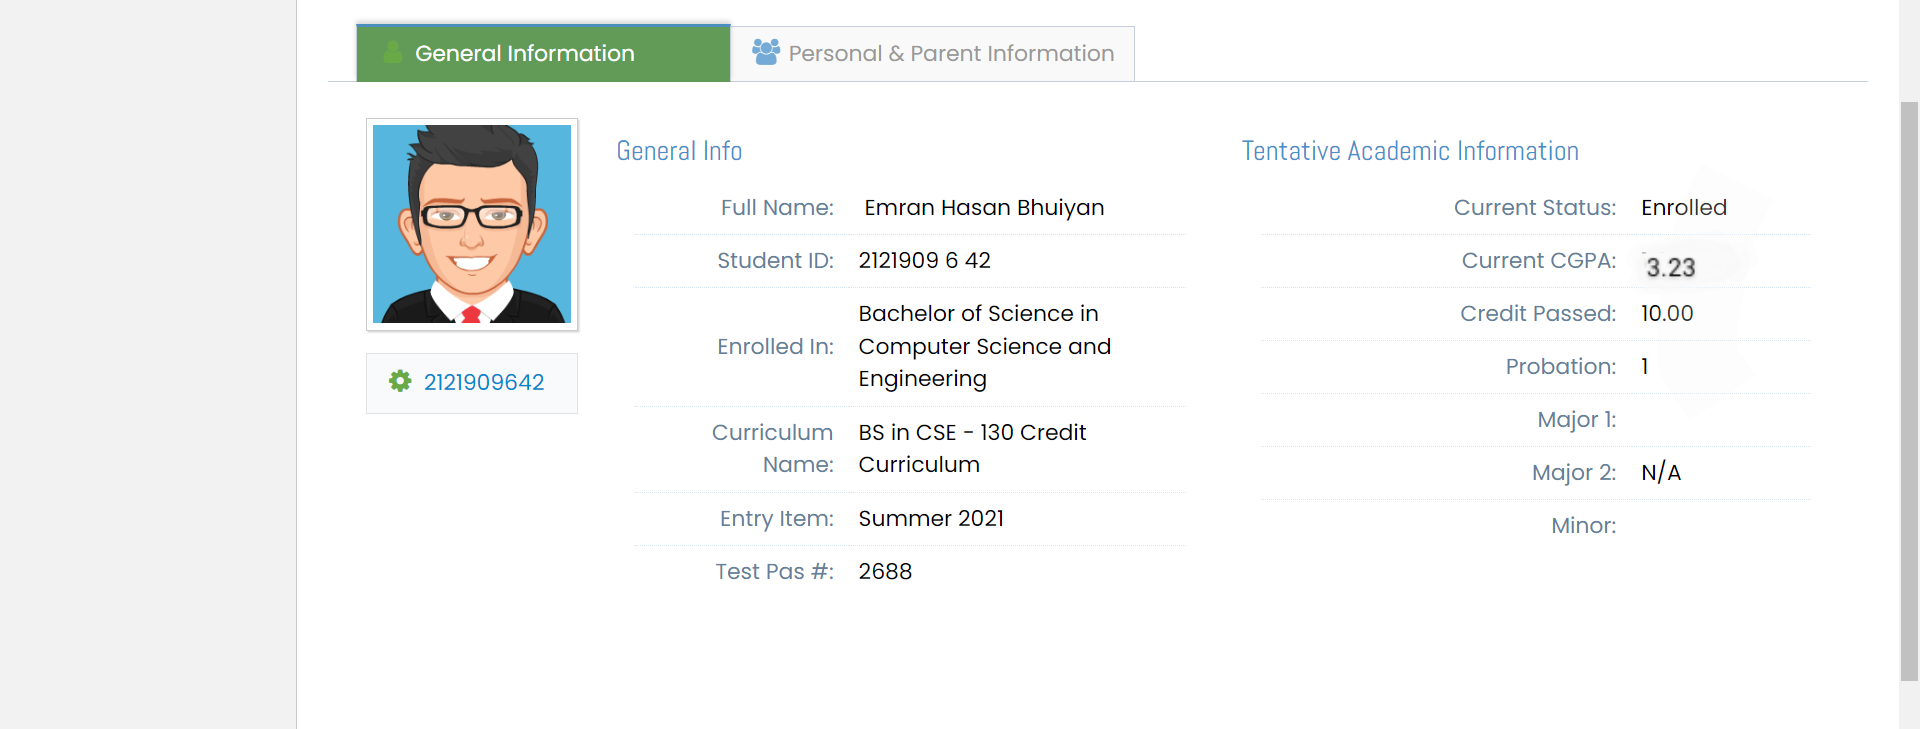 General Information
Personal & Parent Information
2121909642
General Info
Full Name: Emran Hasan Bhuiyan
Student ID: 2121909 6 42
Enrolled In: Bachelor of Science in
Computer Science and
Engineering
Curriculum Name: BS in CSE - 130 Credit
Curriculum
Entry Item: Summer 2021
Test Pas #: 2688
Tentative Academic Information
Current Status: Enrolled
Current CGPA: 3.23
Credit Passed: 10.00
Probation: 1
Major 1:
Major 2: N/A
Minor: